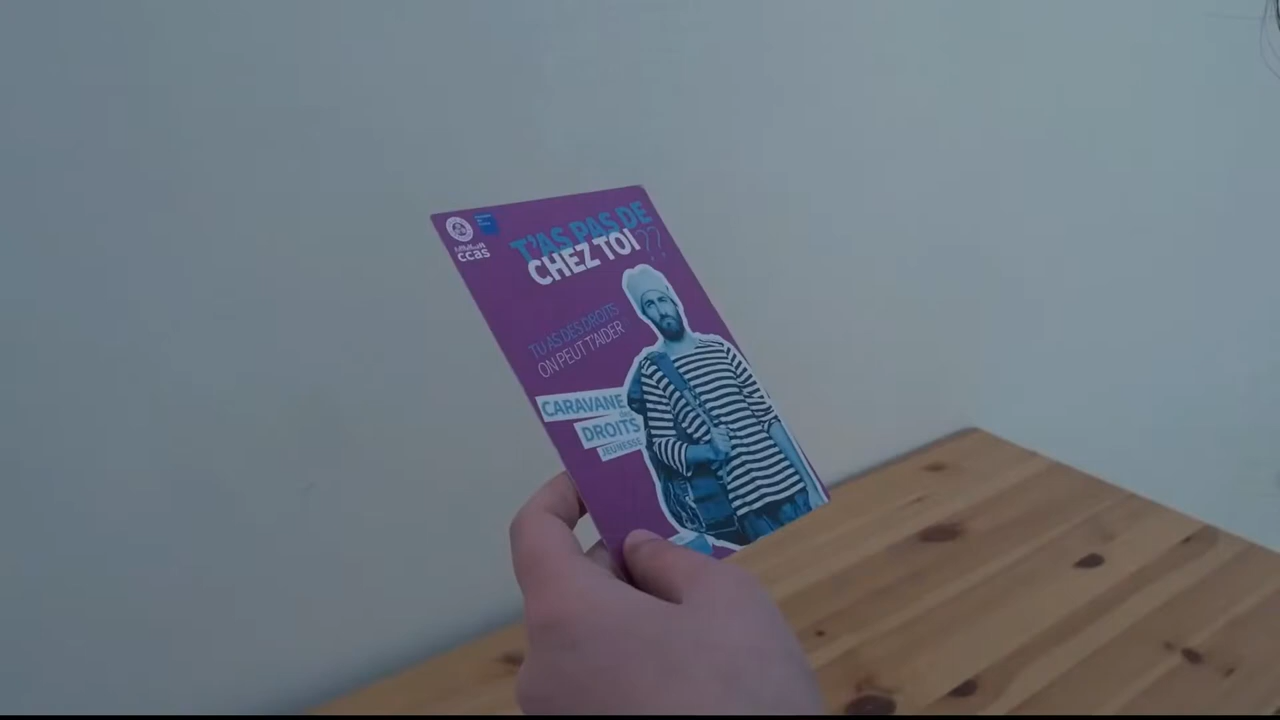 ccas
T'AS PAS DE
CHEZ TOI ??
TU AS DES DROITS
ON PEUT T'AIDER
CARAVANE
des
DROITS
JEUNESSE